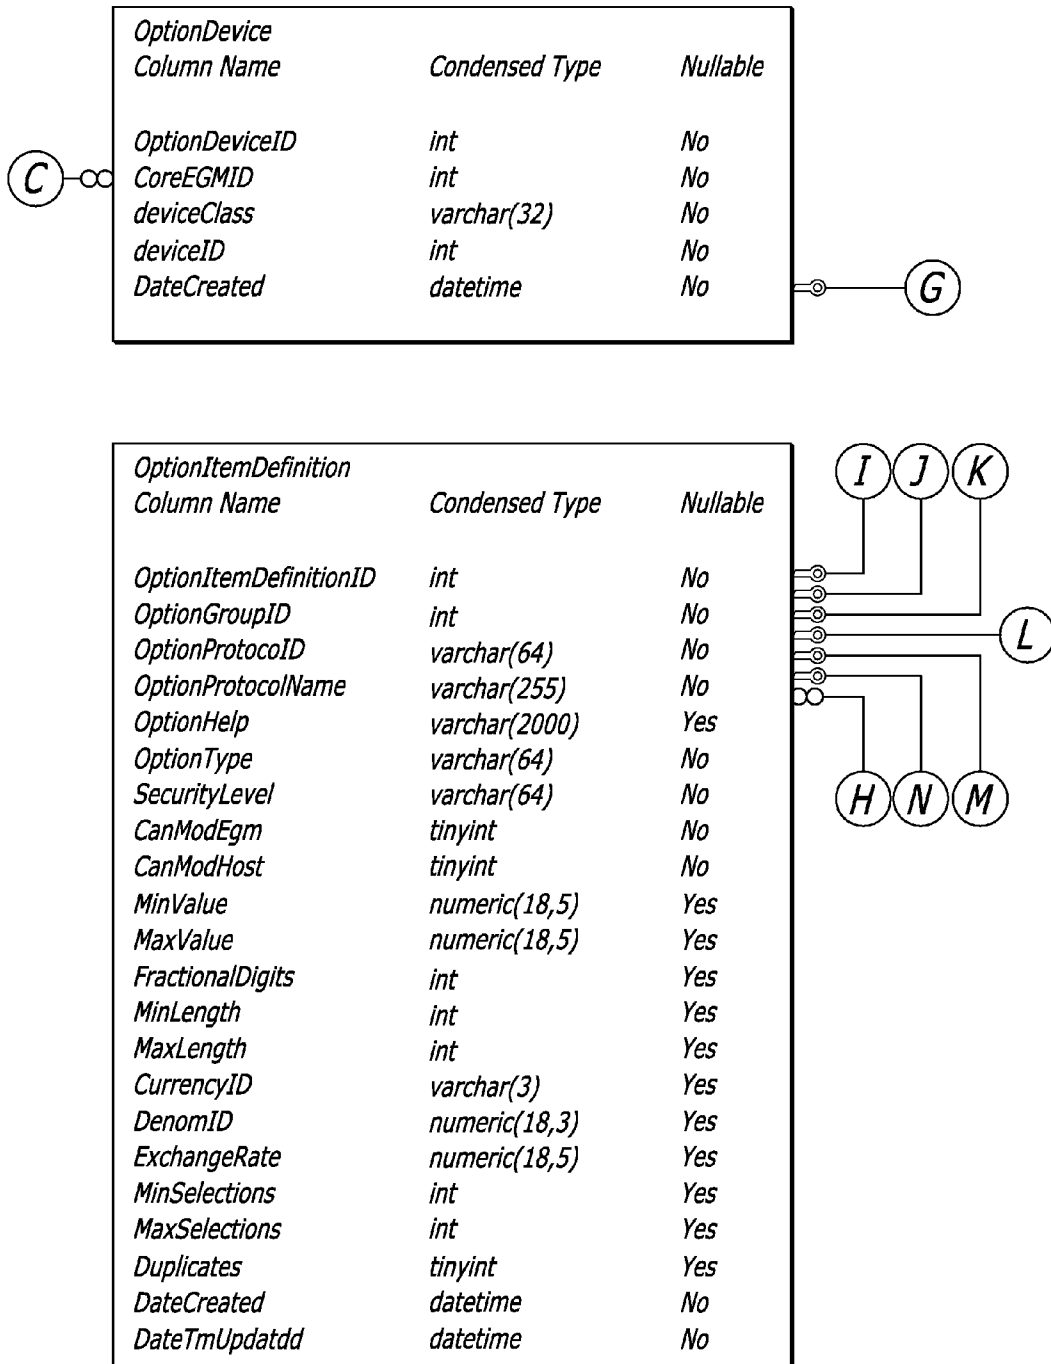 OptionDevice
Column Name Condensed Type Nullable
OptionDeviceID int No
C CoreEGMID int No
deviceClass varchar(32) No
deviceID int No
DateCreated datetime No G
OptionItemDefinition I J K
Column Name Condensed Type Nullable
OptionItemDefinitionID int No
OptionGroupID int No
OptionProtocoID varchar(64) No L
OptionProtocolName varchar(255) No
OptionHelp varchar(2000) Yes
OptionType varchar(64) No
SecurityLevel varchar(64) No H N M
CanModEgm tinyint No
CanModHost tinyint No
MinValue numeric(18,5) Yes
MaxValue numeric(18,5) Yes
FractionalDigits int Yes
MinLength int Yes
MaxLength int Yes
CurrencyID varchar(3) Yes
DenomID numeric(18,3) Yes
ExchangeRate numeric(18,5) Yes
MinSelections int Yes
MaxSelections int Yes
Duplicates tinyint Yes
DateCreated datetime No
DateTmUpdatdd datetime No